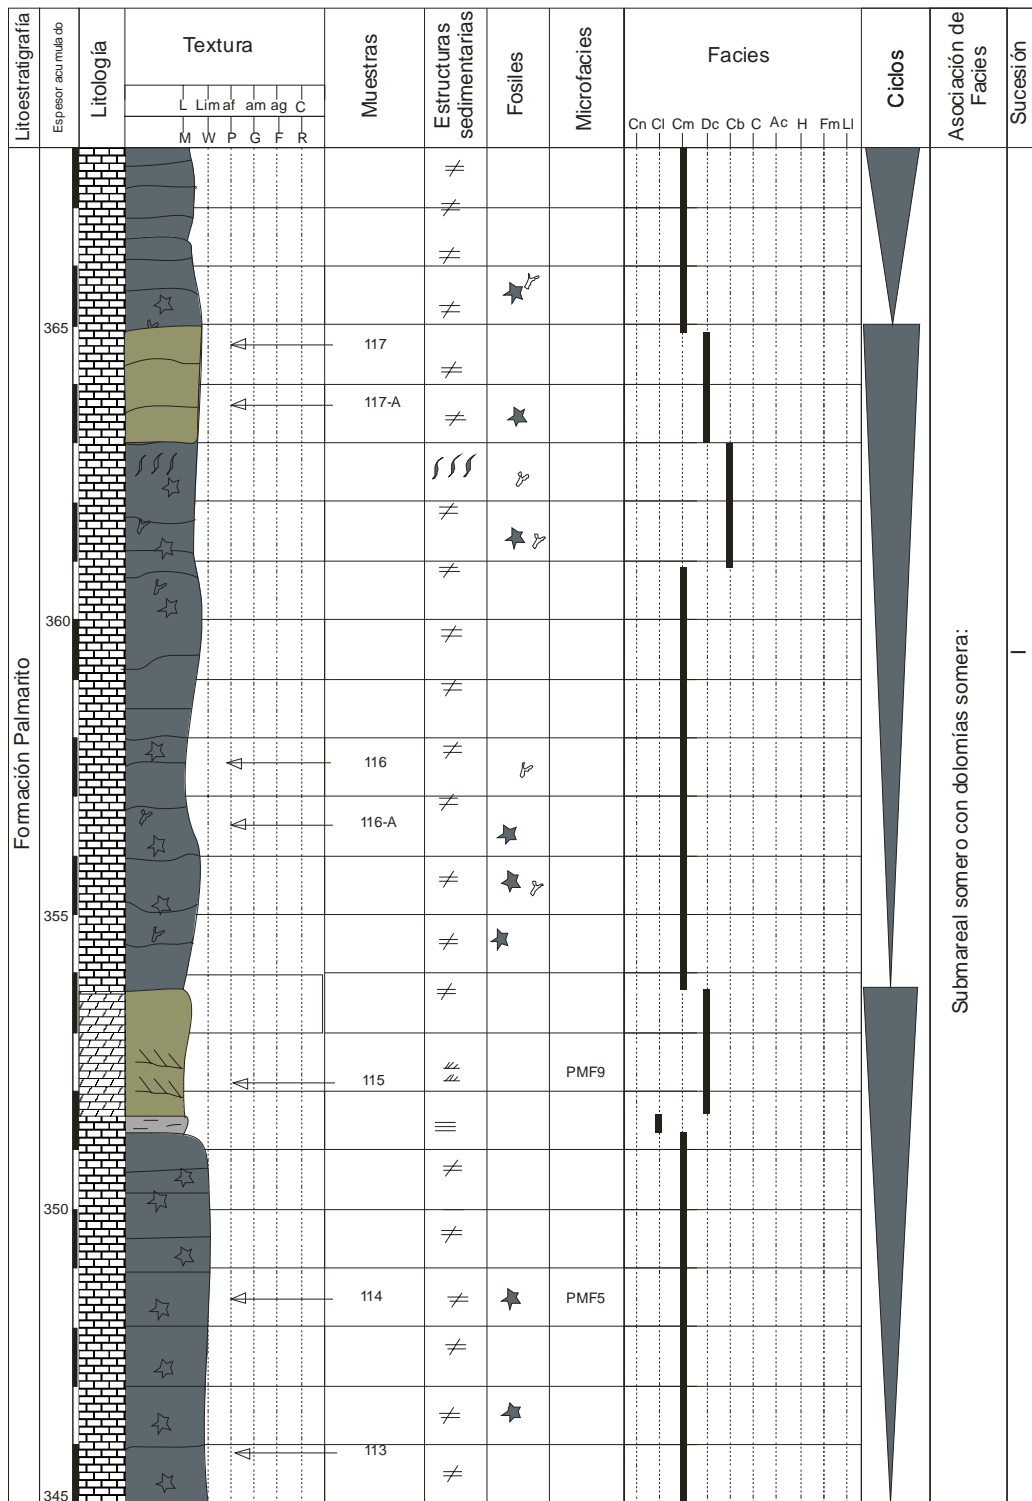 Litoestratigrafía
Espesor acumulado
Litología
Textura
L Lim af am ag C
M W P G F R
Muestras
Estructuras
sedimentarias
Fosiles
Microfacies
Facies
Cn Cl Cm Dc Cb C Ac H Fm Ll
Ciclos
Asociación de
Facies
Sucesión
365
117
117-A
360
116
116-A
355
115
PMF9
350
114
PMF5
113
345
Formación Palmarito
Submareal somero con dolomías somera:
I